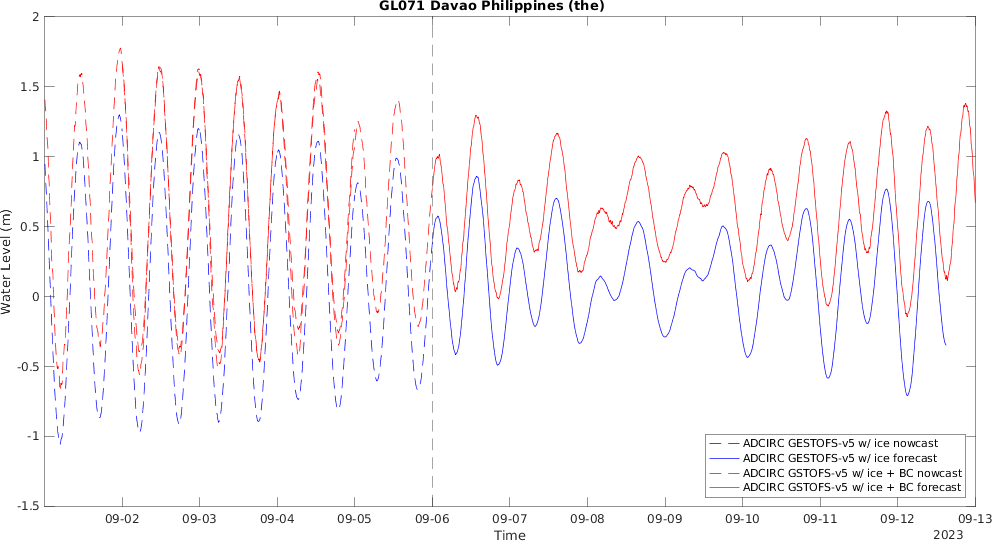 GL071 Davao Philippines (the)
2
1.5
1
0.5
0
-0.5
-1
-1.5
Water Level (m)
09-02 09-03 09-04 09-05 09-06 09-07 09-08 09-09 09-10 09-11 09-12 09-13
Time
2023
ADCIRC GESTOFS-v5 w/ ice nowcast
ADCIRC GESTOFS-v5 w/ ice forecast
ADCIRC GSTOFS-v5 w/ ice + BC nowcast
ADCIRC GSTOFS-v5 w/ ice + BC forecast